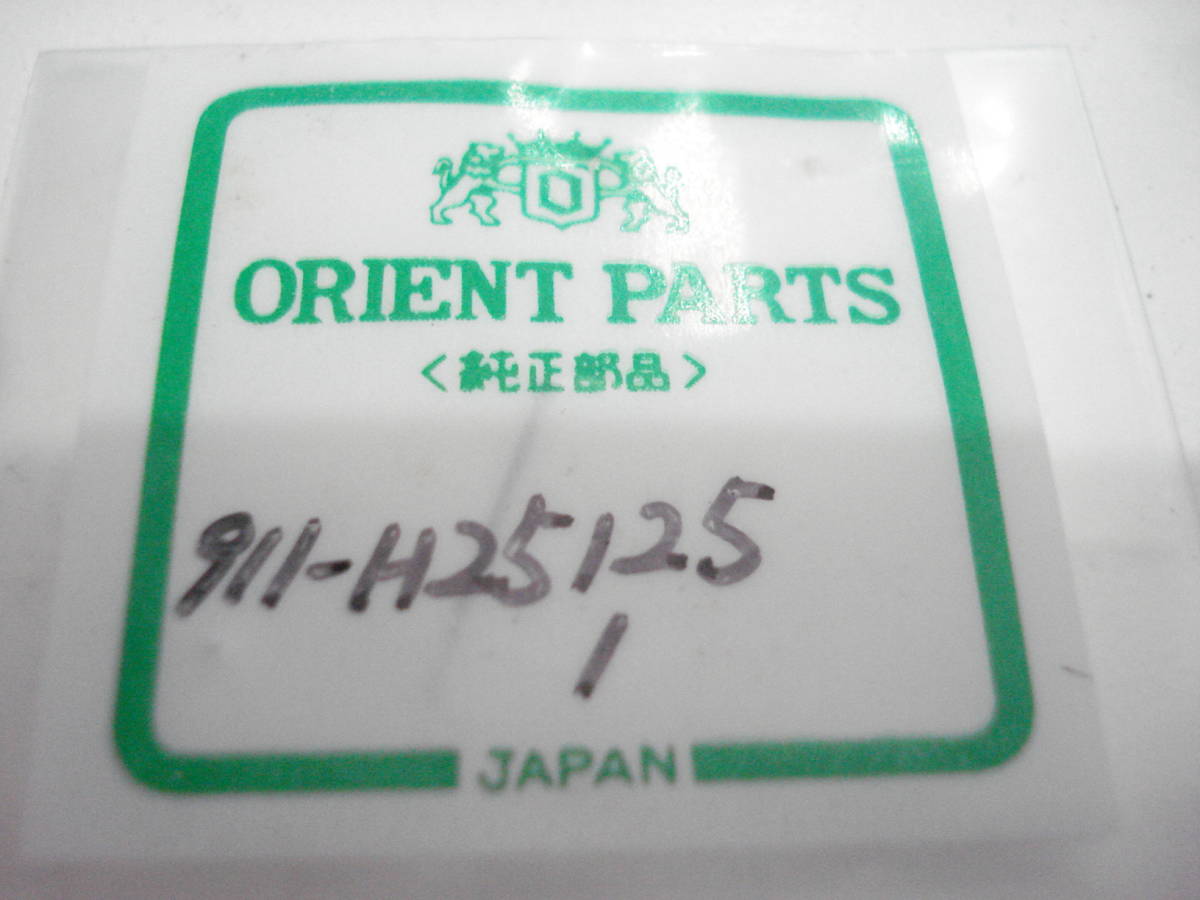 ORIENT PARTS
<純正部品>
911-H25125
1
JAPAN